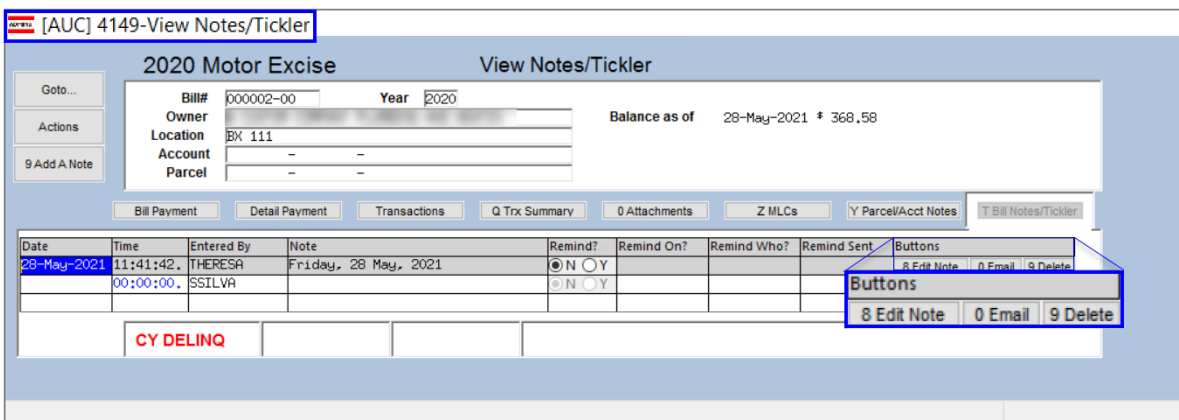 [AUC] 4149-View Notes/Tickler
2020 Motor Excise View Notes/Tickler
Goto...
Actions
9 Add A Note
Bill# 000002-00 Year 2020
Owner
Balance as of 28-May-2021 * 368.58
Location BX 111
Account - -
Parcel - -
Bill Payment Detail Payment Transactions Q Trx Summary 0 Attachments Z MLCs Y Parcel/Acct Notes T Bill Notes/Tickler
Date Time Entered By Note Remind? Remind On? Remind Who? Remind Sent Buttons
28-May-2021 11:41:42. THERESA Friday, 28 May, 2021 N Y 8 Edit Note 0 Email 9 Delete
00:00:00. SSILVA N Y
Buttons
8 Edit Note 0 Email 9 Delete
CY DELINQ